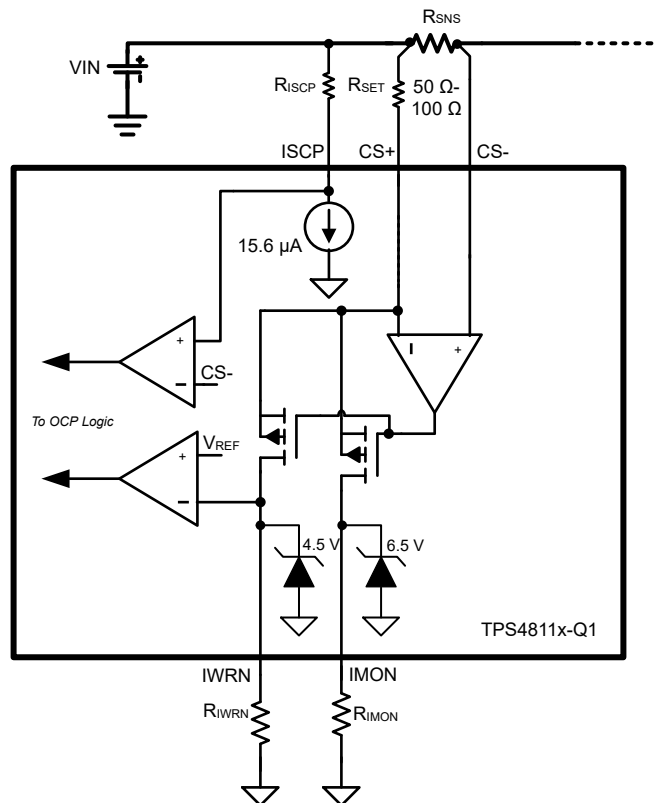 RSNS
VIN
RISCP
RSET
50 Ω-
100 Ω
ISCP
CS+
CS-
15.6 µA
+
−
CS-
−
+
To OCP Logic
VREF
+
−
4.5 V
6.5 V
TPS4811x-Q1
IWRN
IMON
RIWRN
RIMON